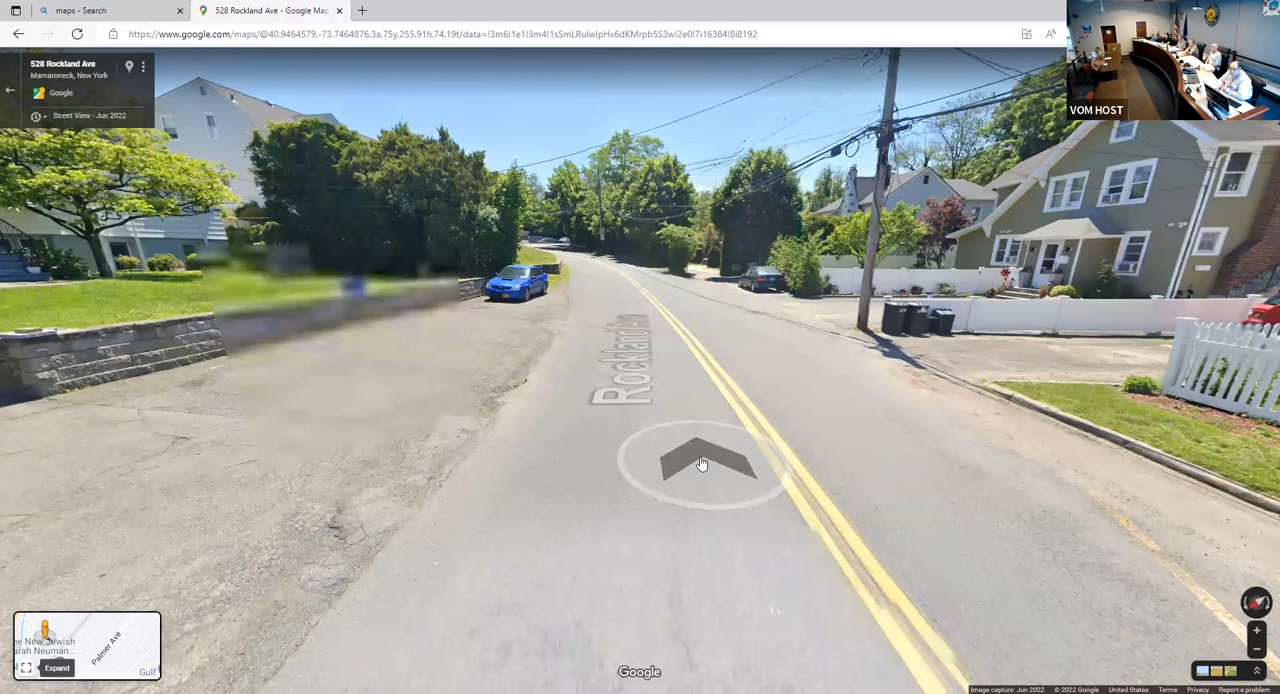 maps - Search
528 Rockland Ave - Google Map
https://www.google.com/maps/@40.9464579,-73.7464876,3a,75y,255.91h,74.19t/data=!3m6!1e1!3m4!1sSmLRulwlpHx6dKMrpb5S3w!2e0!7i16384!8i8192
528 Rockland Ave
Mamaroneck, New York
Google
Street View - Jun 2022
VOM HOST
Rockland Ave
Palmer Ave
Gulf
Expand
Google
Image capture: Jun 2022 © 2022 Google United States Terms Privacy Report a problem